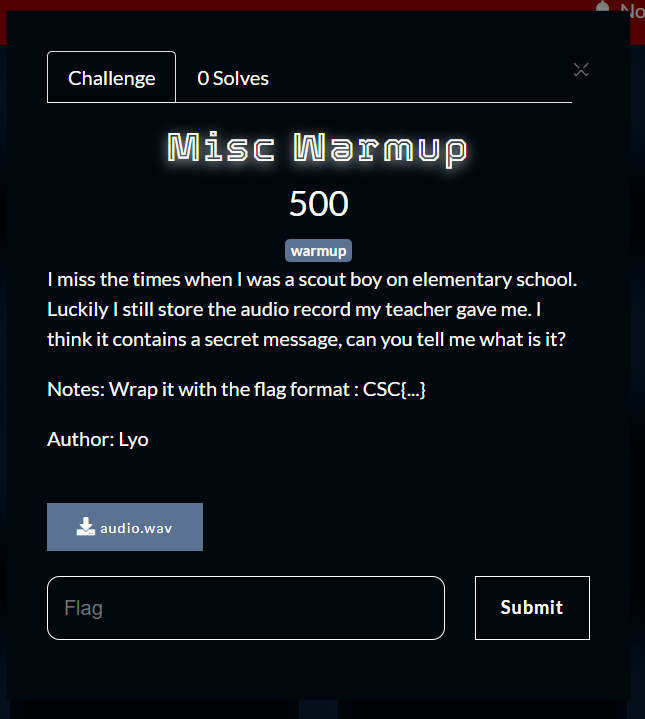 No
Challenge
0 Solves
Misc Warmup
500
warmup
I miss the times when I was a scout boy on elementary school.
Luckily I still store the audio record my teacher gave me. I
think it contains a secret message, can you tell me what is it?
Notes: Wrap it with the flag format : CSC{...}
Author: Lyo
audio.wav
Flag
Submit